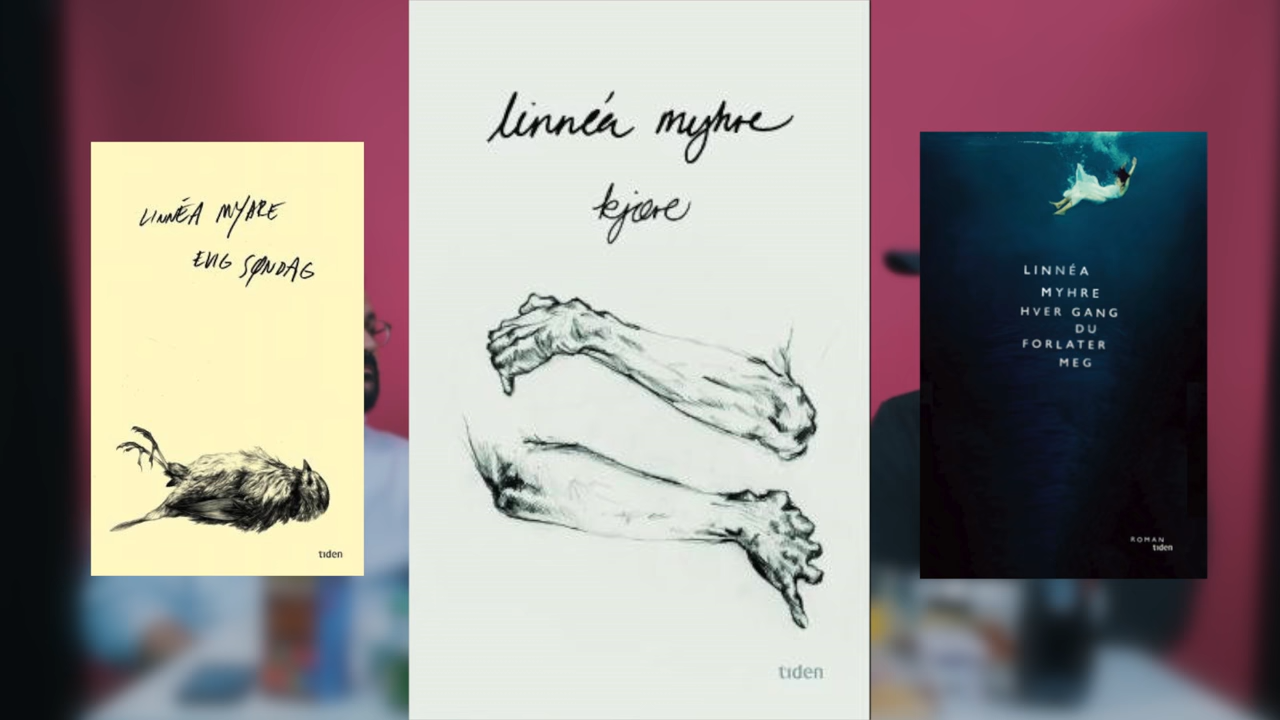 LINNÉA MYHRE
EVIG SØNDAG
tiden
linnéa myhre
kjære
tiden
LINNÉA
MYHRE
HVER GANG
DU
FORLATER
MEG
ROMAN
tiden